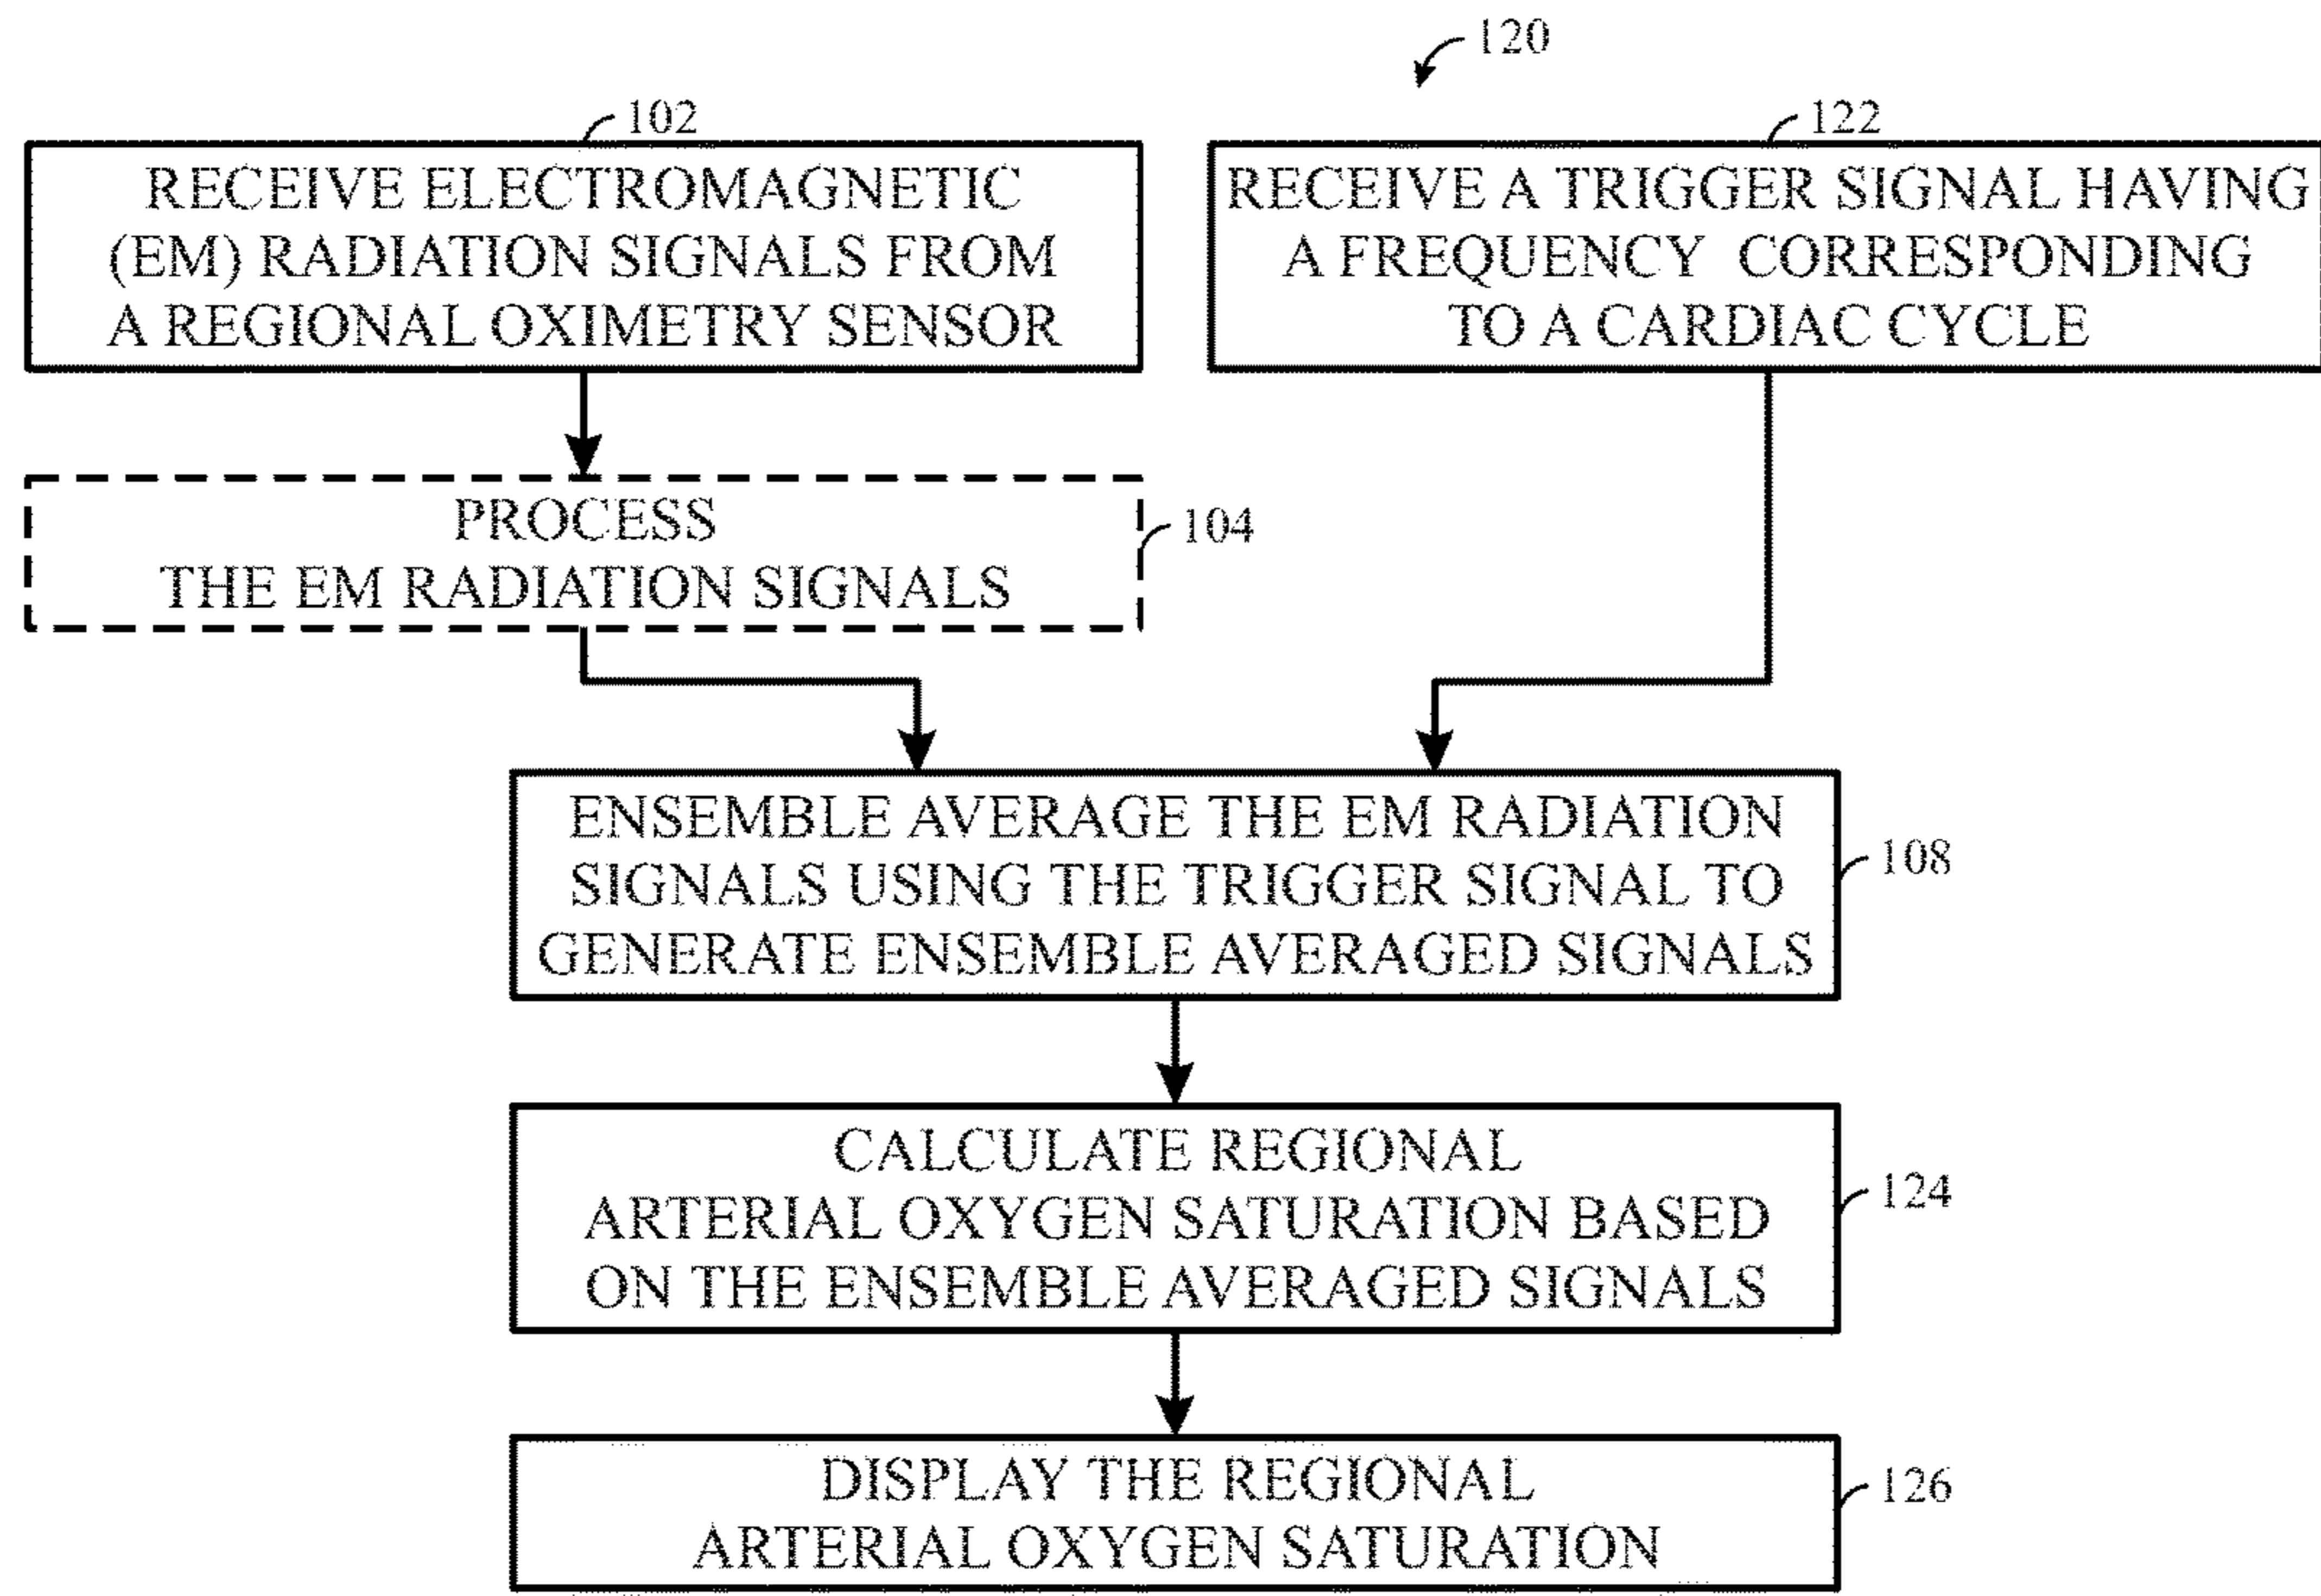 120
102
RECEIVE ELECTROMAGNETIC
(EM) RADIATION SIGNALS FROM
A REGIONAL OXIMETRY SENSOR
122
RECEIVE A TRIGGER SIGNAL HAVING
A FREQUENCY CORRESPONDING
TO A CARDIAC CYCLE
PROCESS
THE EM RADIATION SIGNALS
104
ENSEMBLE AVERAGE THE EM RADIATION
SIGNALS USING THE TRIGGER SIGNAL TO
GENERATE ENSEMBLE AVERAGED SIGNALS
108
CALCULATE REGIONAL
ARTERIAL OXYGEN SATURATION BASED
ON THE ENSEMBLE AVERAGED SIGNALS
124
DISPLAY THE REGIONAL
ARTERIAL OXYGEN SATURATION
126